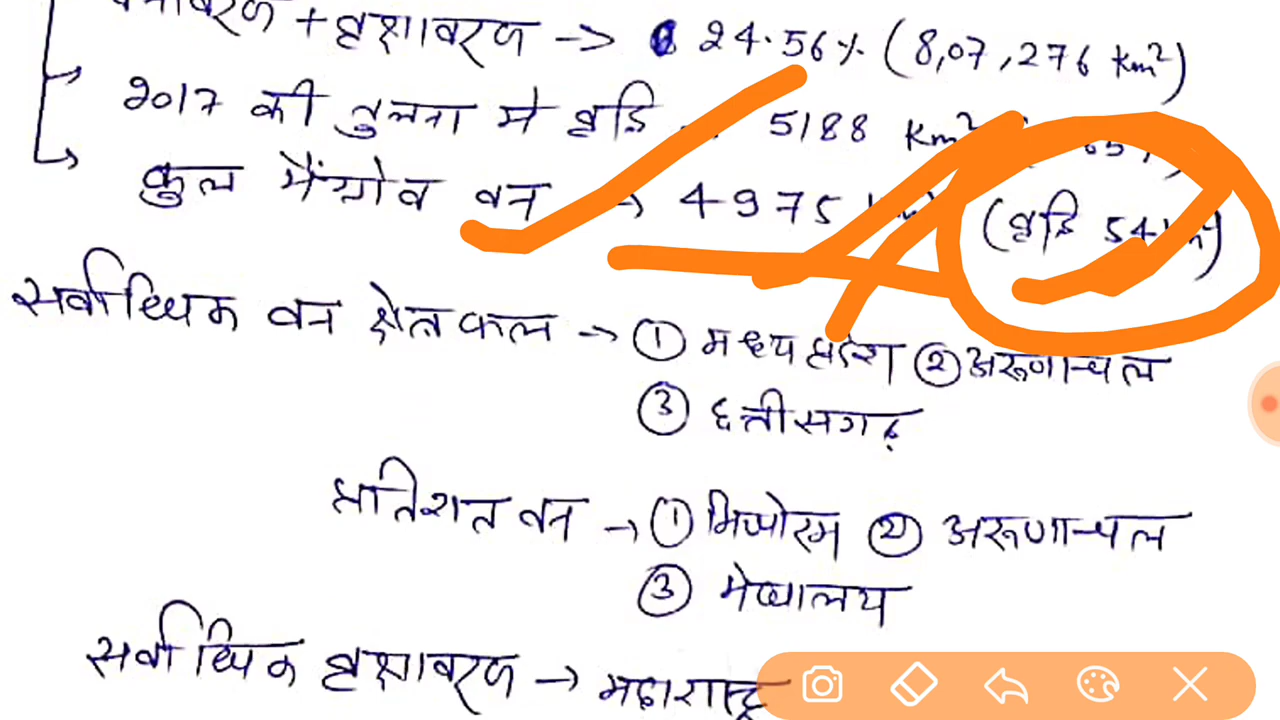 वनावरण + वृक्षावरण -> 24.56% (8,07,276 Km²)
2017 की तुलना मे वृद्धि 5188 Km²
कुल मैंग्रोव वन -> 4975 (वृद्धि 54
सर्वाधिक वन क्षेत्रफल -> ① मध्यप्रदेश ② अरूणाचल
③ छत्तीसगढ़
प्रतिशत वन -> ① मिजोरम ② अरूणाचल
③ मेघालय
सर्वाधिक वृक्षावरण -> महाराष्ट्र